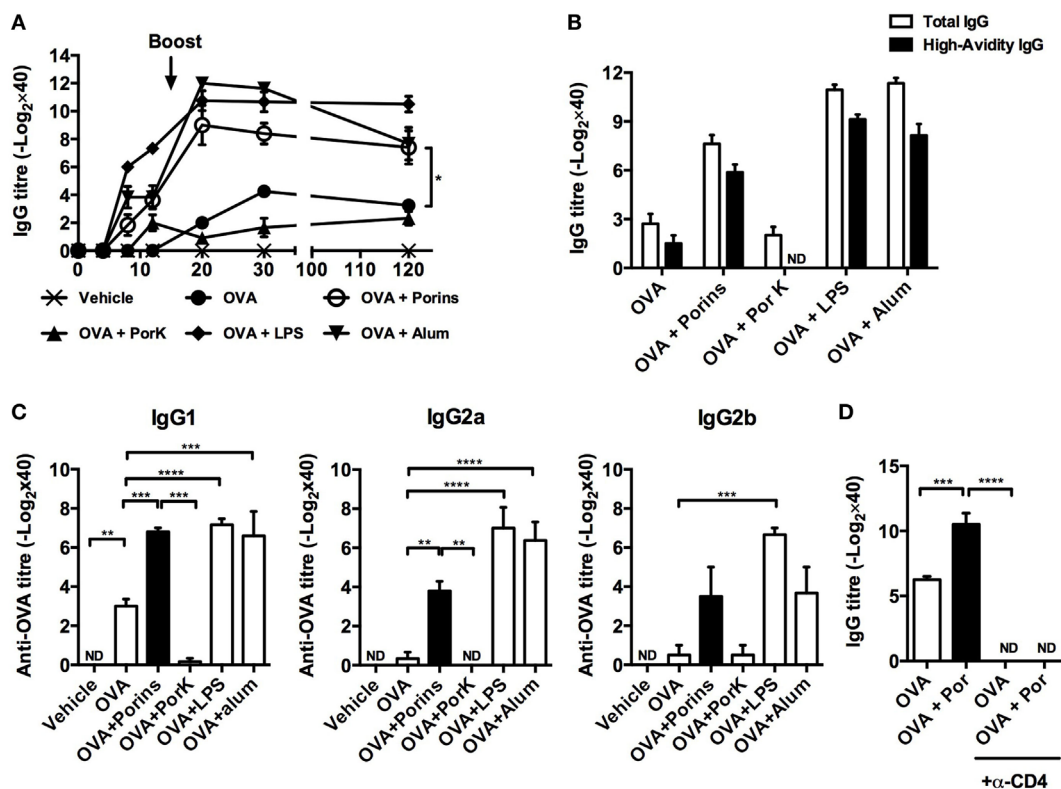 A
Boost
IgG titre (-Log₂×40)
14
12
10
8
6
4
2
0
0 10 20 30 100 110 120
*
Vehicle
OVA
OVA + Porins
OVA + PorK
OVA + LPS
OVA + Alum
B
Total IgG
High-Avidity IgG
IgG titre (-Log₂×40)
12
9
6
3
0
ND
OVA
OVA + Porins
OVA + Por K
OVA + LPS
OVA + Alum
C
IgG1
Anti-OVA titre (-Log₂x40)
10
8
6
4
2
0
***
****
*** ***
**
ND
Vehicle
OVA
OVA+Porins
OVA+PorK
OVA+LPS
OVA+alum
IgG2a
Anti-OVA titre (-Log₂x40)
10
8
6
4
2
0
****
****
** **
ND ND
Vehicle
OVA
OVA+Porins
OVA+PorK
OVA+LPS
OVA+Alum
IgG2b
Anti-OVA titre (-Log₂x40)
10
8
6
4
2
0
***
ND
Vehicle
OVA
OVA+Porins
OVA+PorK
OVA+LPS
OVA+Alum
D
IgG titre (-Log₂×40)
15
10
5
0
*** ****
ND ND
OVA
OVA + Por
OVA
OVA + Por
+α-CD4